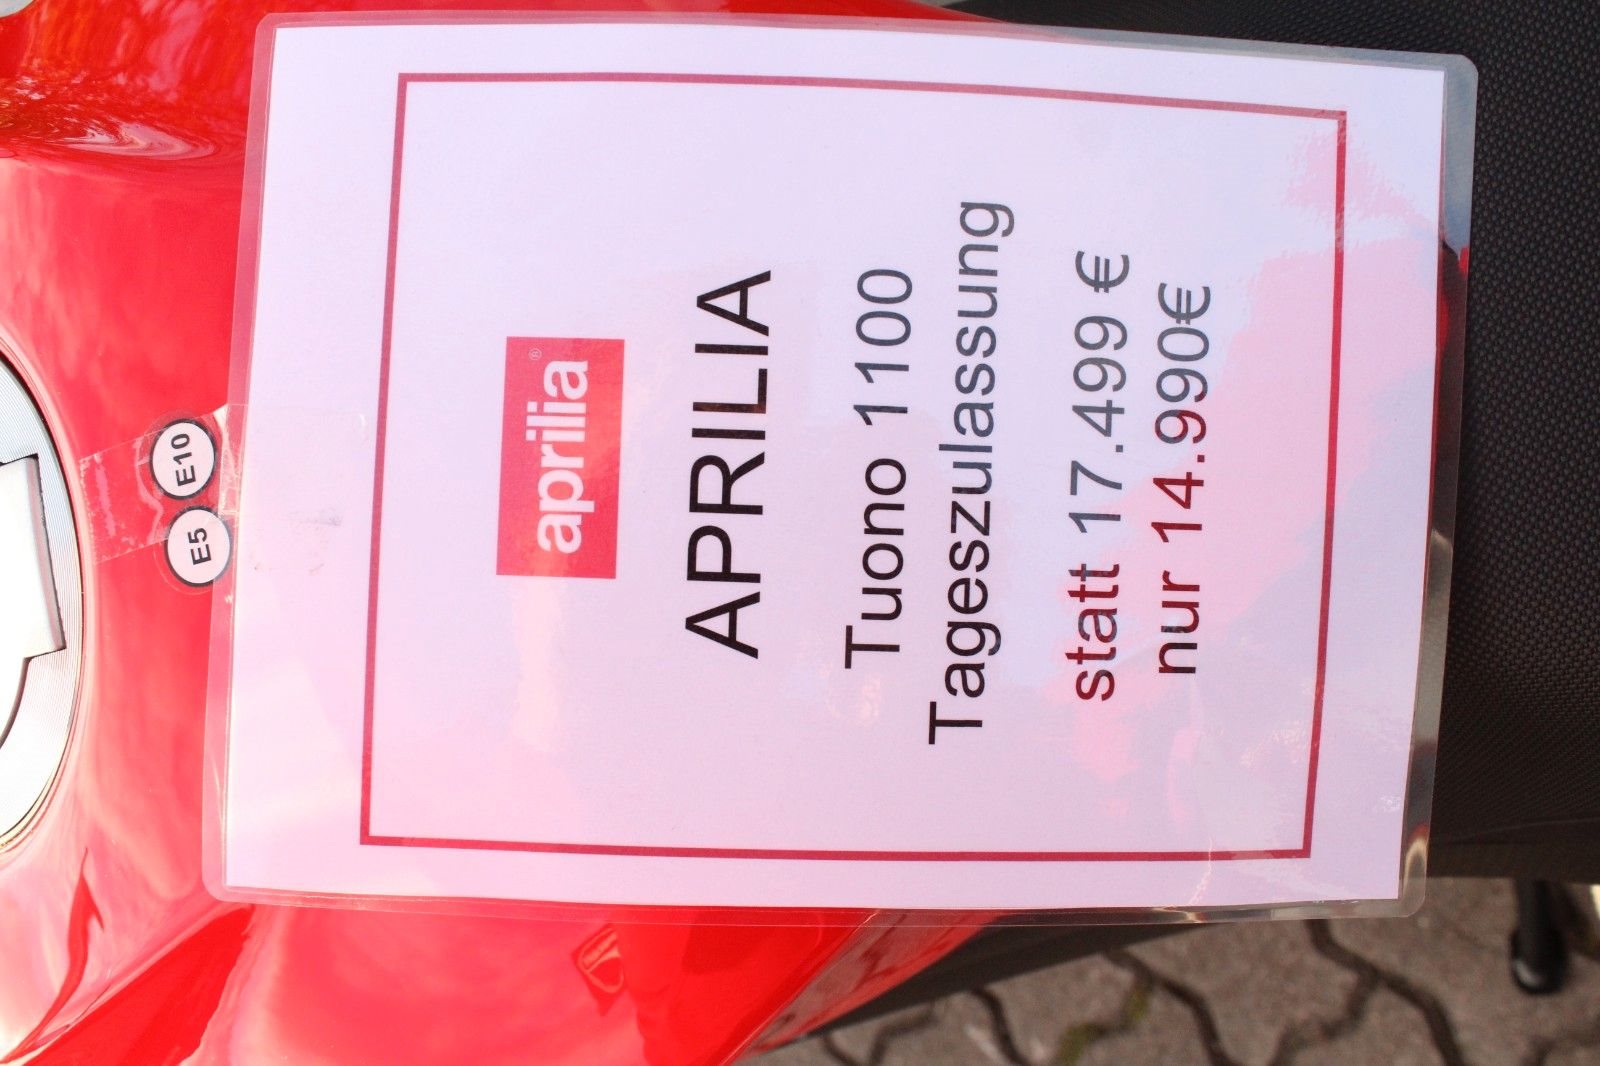 E5
E10
aprilia®
APRILIA
Tuono 1100
Tageszulassung
statt 17.499 €
nur 14.990€